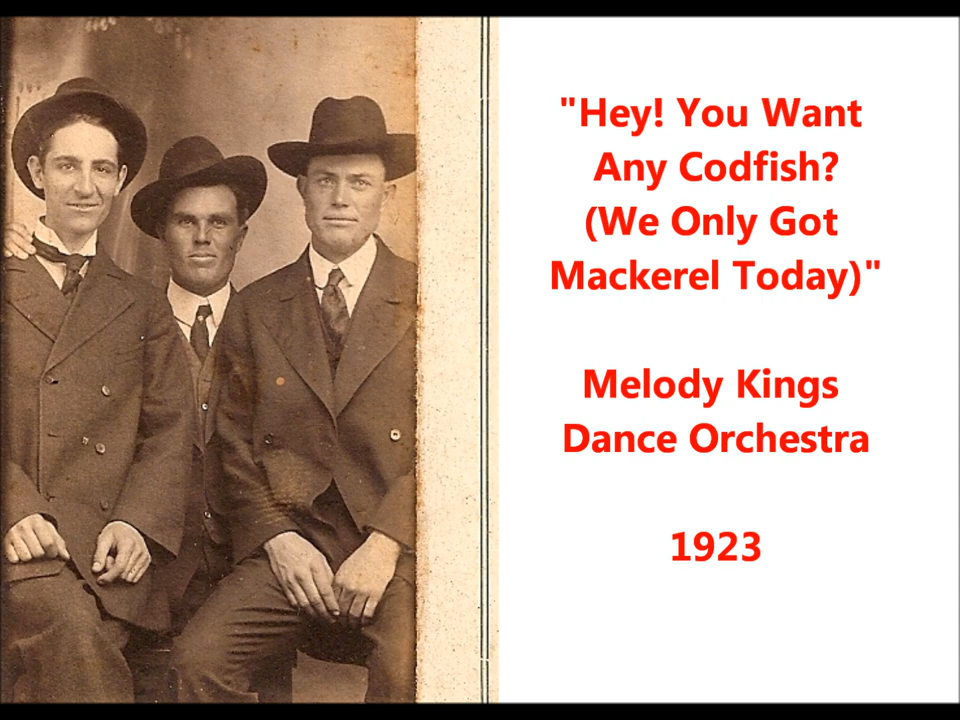 "Hey! You Want
Any Codfish?
(We Only Got
Mackerel Today)"
Melody Kings
Dance Orchestra
1923